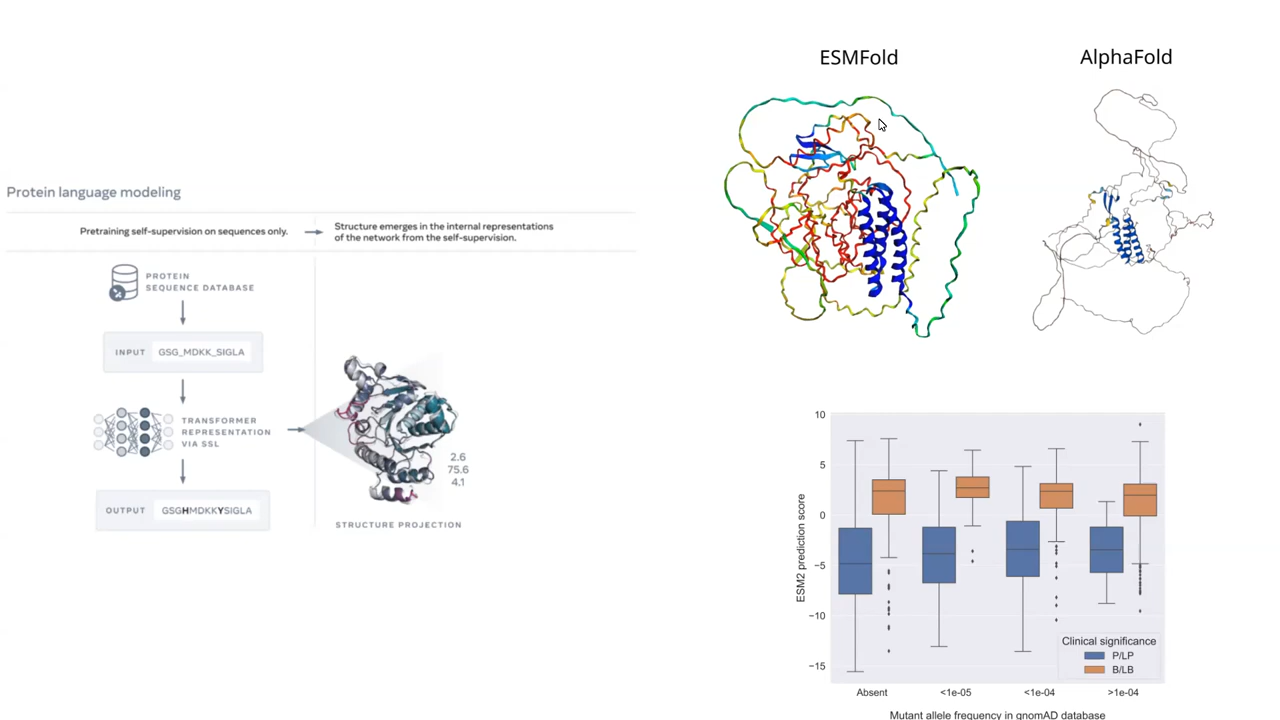 Protein language modeling
Pretraining self-supervision on sequences only.
Structure emerges in the internal representations
of the network from the self-supervision.
PROTEIN
SEQUENCE DATABASE
INPUT GSG_MDKK_SIGLA
TRANSFORMER
REPRESENTATION
VIA SSL
OUTPUT GSGHMDKKYSIGLA
2.6
75.6
4.1
STRUCTURE PROJECTION
ESMFold
AlphaFold
ESM2 prediction score
10
5
0
−5
−10
−15
Clinical significance
P/LP
B/LB
Absent <1e-05 <1e-04 >1e-04
Mutant allele frequency in gnomAD database